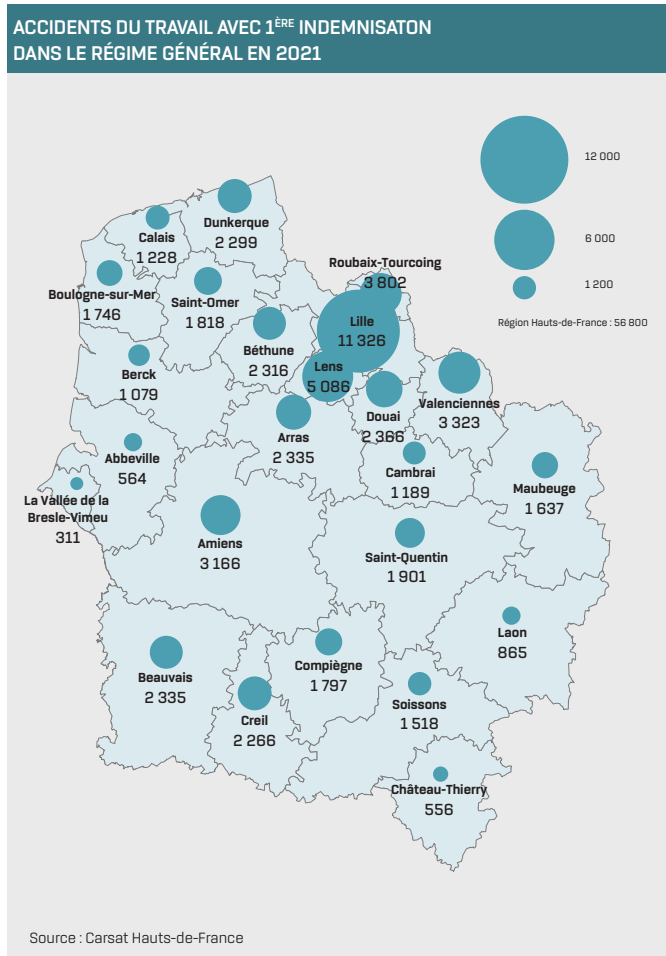 ACCIDENTS DU TRAVAIL AVEC 1ÈRE INDEMNISATON
DANS LE RÉGIME GÉNÉRAL EN 2021
12 000
6 000
1 200
Région Hauts-de-France : 56 800
Dunkerque
2 299
Calais
1 228
Roubaix-Tourcoing
3 802
Boulogne-sur-Mer
1 746
Saint-Omer
1 818
Lille
11 326
Béthune
2 316
Lens
5 086
Berck
1 079
Douai
2 366
Valenciennes
3 323
Arras
2 335
Abbeville
564
Cambrai
1 189
Maubeuge
1 637
La Vallée de la
Bresle-Vimeu
311
Amiens
3 166
Saint-Quentin
1 901
Laon
865
Compiègne
1 797
Beauvais
2 335
Soissons
1 518
Creil
2 266
Château-Thierry
556
Source : Carsat Hauts-de-France